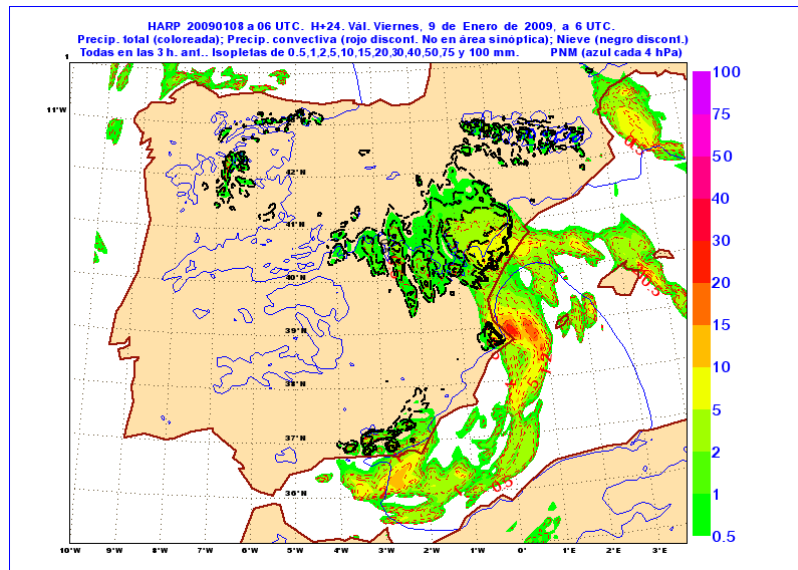 HARP 20090108 a 06 UTC. H+24. Vál. Viernes, 9 de Enero de 2009, a 6 UTC.
Precip. total (coloreada); Precip. convectiva (rojo discont. No en área sinóptica); Nieve (negro discont.)
Todas en las 3 h. ant.. Isopletas de 0.5,1,2,5,10,15,20,30,40,50,75 y 100 mm. PNM (azul cada 4 hPa)
1
11°W
42°N
41°N
40°N
39°N
38°N
37°N
36°N
10°W 9°W 8°W 7°W 6°W 5°W 4°W 3°W 2°W 1°W 0° 1°E 2°E 3°E
100
75
50
40
30
20
15
10
5
2
1
0.5